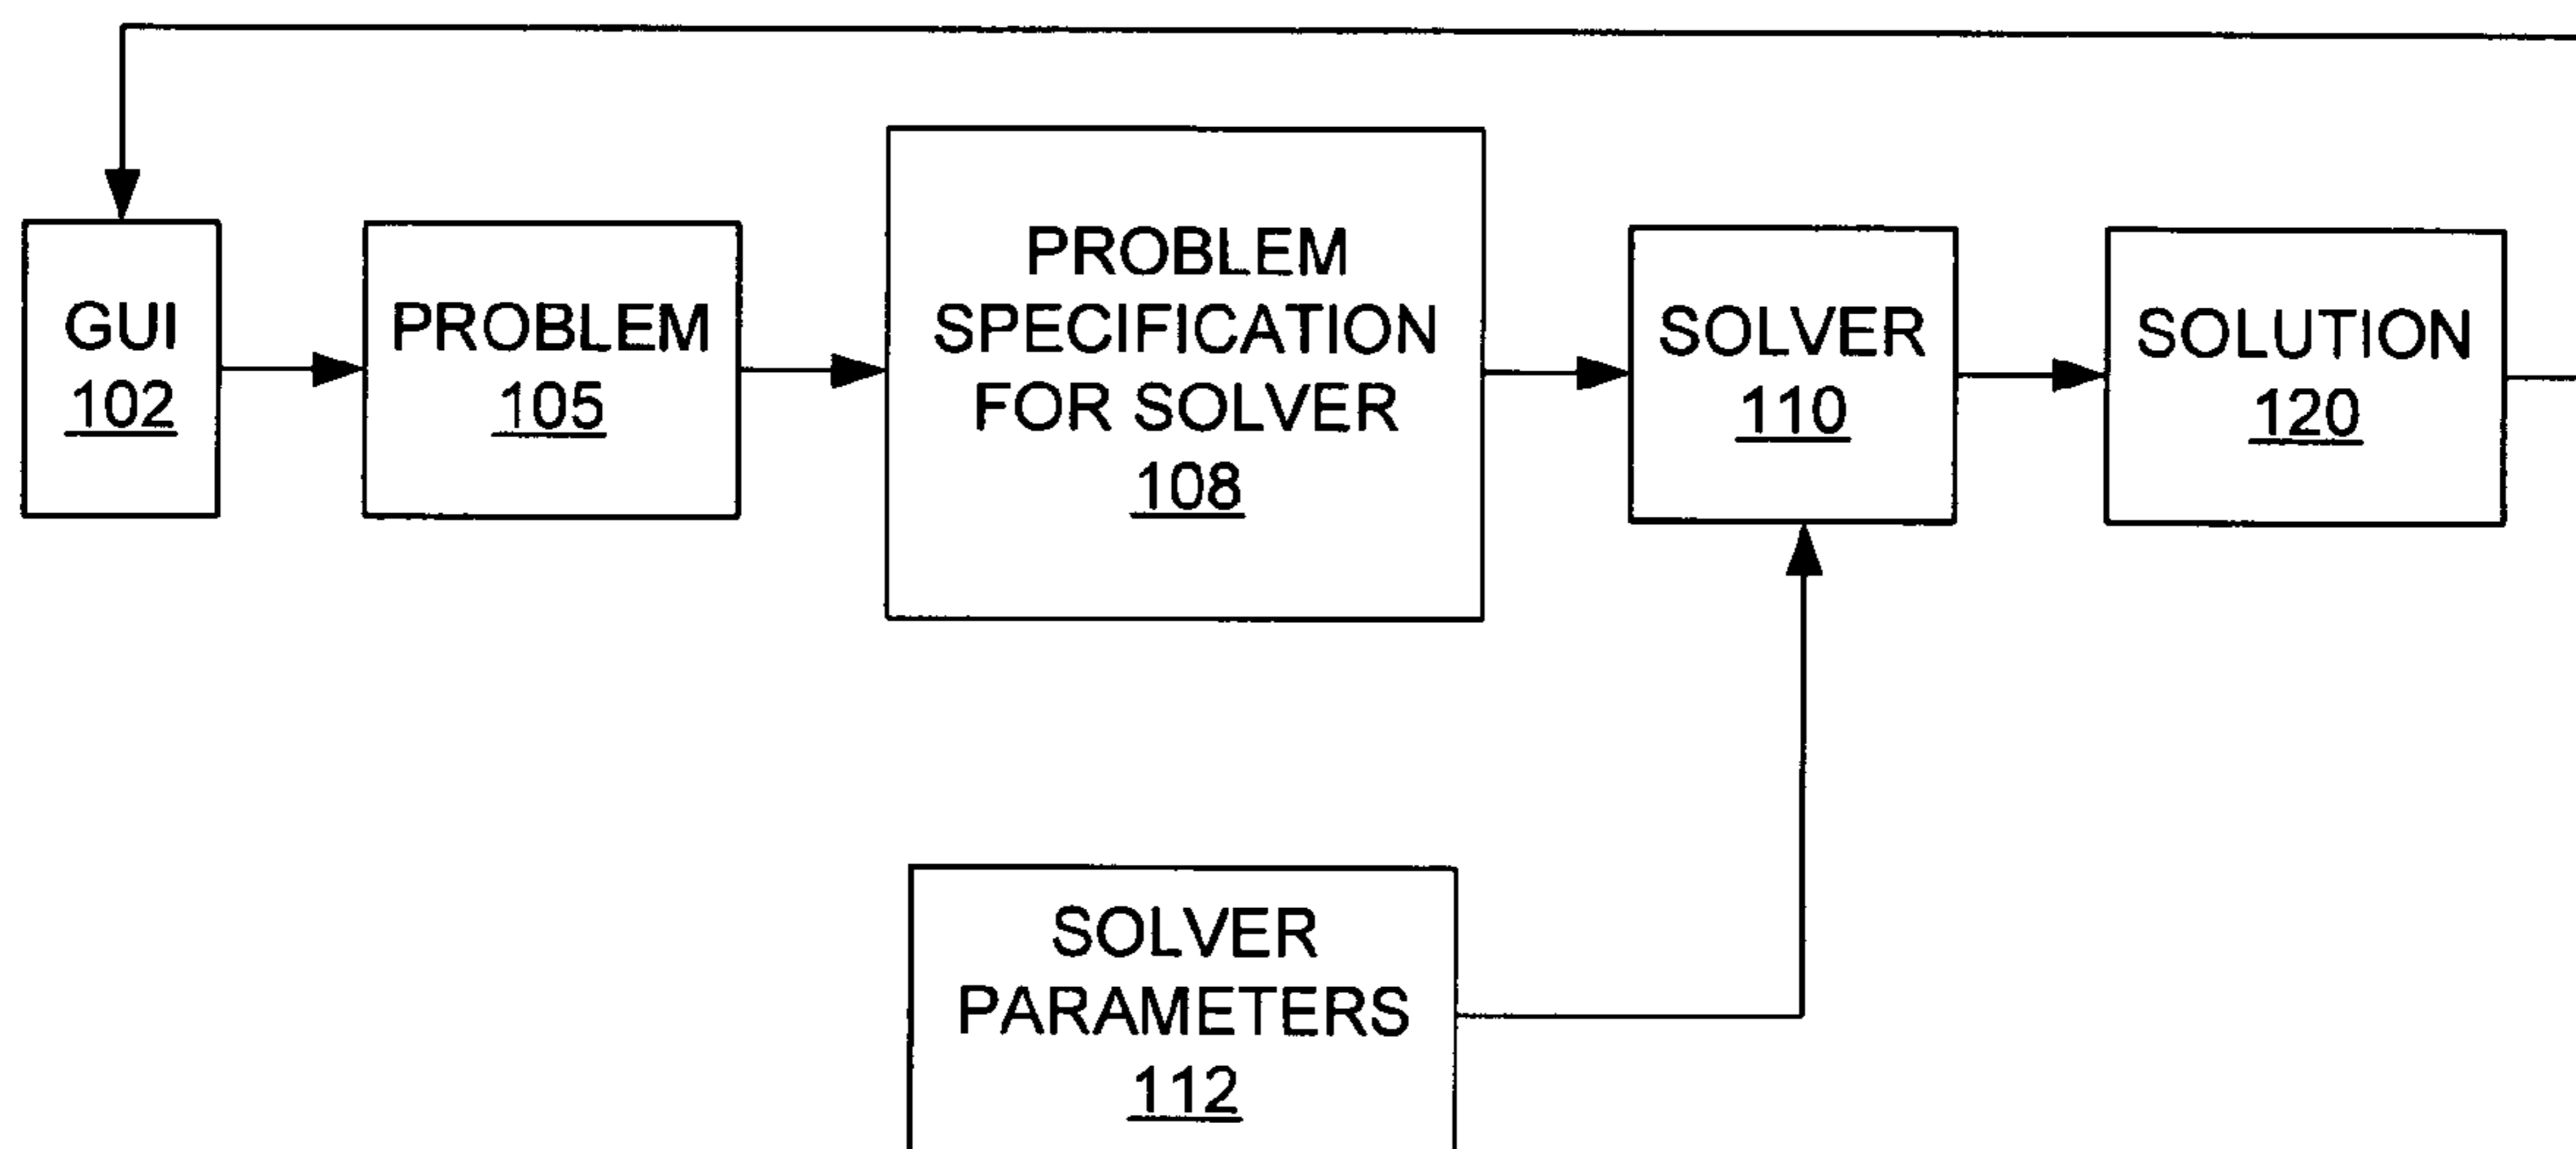 GUI
102
PROBLEM
105
PROBLEM
SPECIFICATION
FOR SOLVER
108
SOLVER
110
SOLUTION
120
SOLVER
PARAMETERS
112